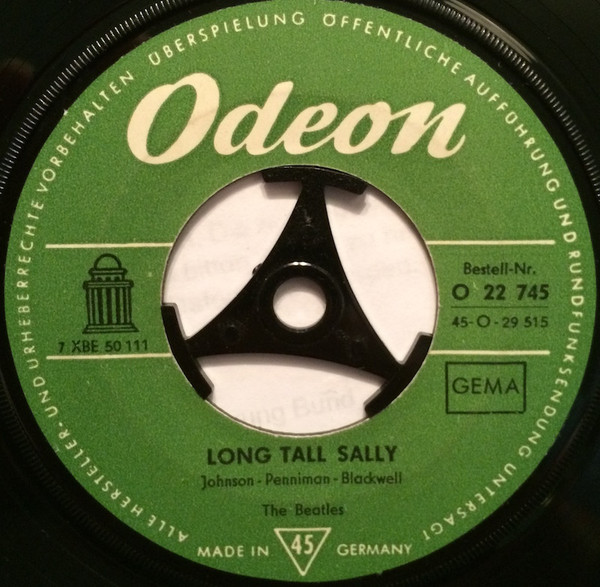 ALLE HERSTELLER- UND URHEBERRECHTE VORBEHALTEN ÜBERSPIELUNG ÖFFENTLICHE AUFFÜHRUNG UND RUNDFUNKSENDUNG UNTERSAGT
Odeon
Bestell-Nr.
O 22 745
45-O-29 515
7 XBE 50 111
GEMA
LONG TALL SALLY
Johnson - Penniman - Blackwell
The Beatles
MADE IN 45 GERMANY